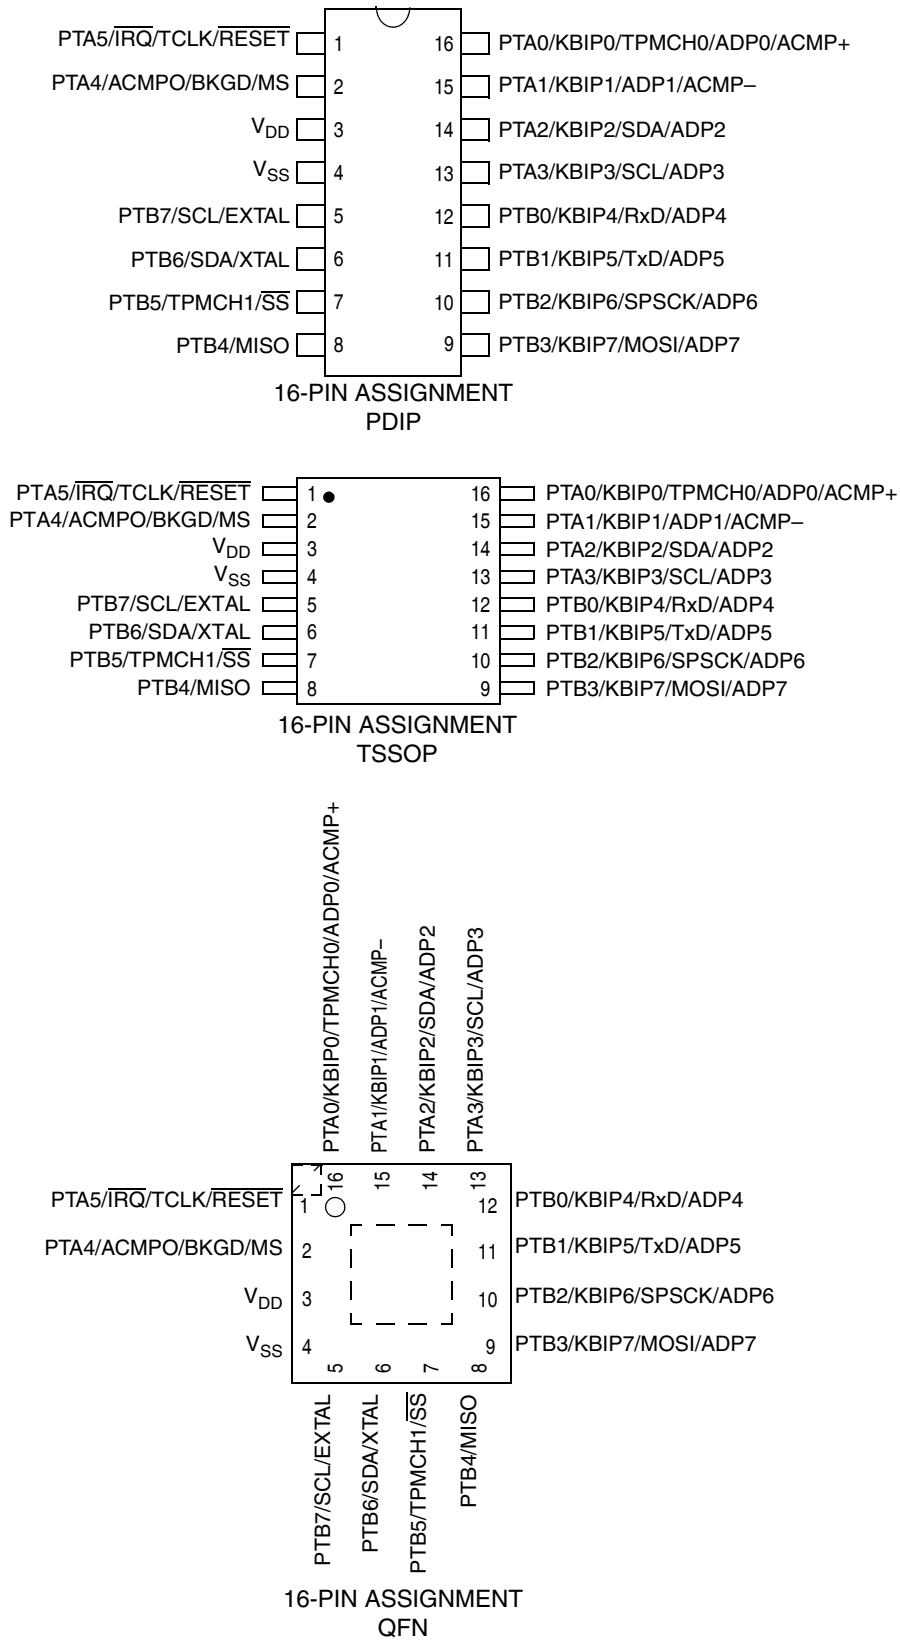 PTA5/IRQ/TCLK/RESET 1 16 PTA0/KBIP0/TPMCH0/ADP0/ACMP+
PTA4/ACMPO/BKGD/MS 2 15 PTA1/KBIP1/ADP1/ACMP–
VDD 3 14 PTA2/KBIP2/SDA/ADP2
VSS 4 13 PTA3/KBIP3/SCL/ADP3
PTB7/SCL/EXTAL 5 12 PTB0/KBIP4/RxD/ADP4
PTB6/SDA/XTAL 6 11 PTB1/KBIP5/TxD/ADP5
PTB5/TPMCH1/SS 7 10 PTB2/KBIP6/SPSCK/ADP6
PTB4/MISO 8 9 PTB3/KBIP7/MOSI/ADP7
16-PIN ASSIGNMENT
PDIP
PTA5/IRQ/TCLK/RESET 1 16 PTA0/KBIP0/TPMCH0/ADP0/ACMP+
PTA4/ACMPO/BKGD/MS 2 15 PTA1/KBIP1/ADP1/ACMP–
VDD 3 14 PTA2/KBIP2/SDA/ADP2
VSS 4 13 PTA3/KBIP3/SCL/ADP3
PTB7/SCL/EXTAL 5 12 PTB0/KBIP4/RxD/ADP4
PTB6/SDA/XTAL 6 11 PTB1/KBIP5/TxD/ADP5
PTB5/TPMCH1/SS 7 10 PTB2/KBIP6/SPSCK/ADP6
PTB4/MISO 8 9 PTB3/KBIP7/MOSI/ADP7
16-PIN ASSIGNMENT
TSSOP
PTA0/KBIP0/TPMCH0/ADP0/ACMP+
PTA1/KBIP1/ADP1/ACMP–
PTA2/KBIP2/SDA/ADP2
PTA3/KBIP3/SCL/ADP3
16 15 14 13
PTA5/IRQ/TCLK/RESET 1 12 PTB0/KBIP4/RxD/ADP4
PTA4/ACMPO/BKGD/MS 2 11 PTB1/KBIP5/TxD/ADP5
VDD 3 10 PTB2/KBIP6/SPSCK/ADP6
VSS 4 9 PTB3/KBIP7/MOSI/ADP7
5 6 7 8
PTB7/SCL/EXTAL
PTB6/SDA/XTAL
PTB5/TPMCH1/SS
PTB4/MISO
16-PIN ASSIGNMENT
QFN